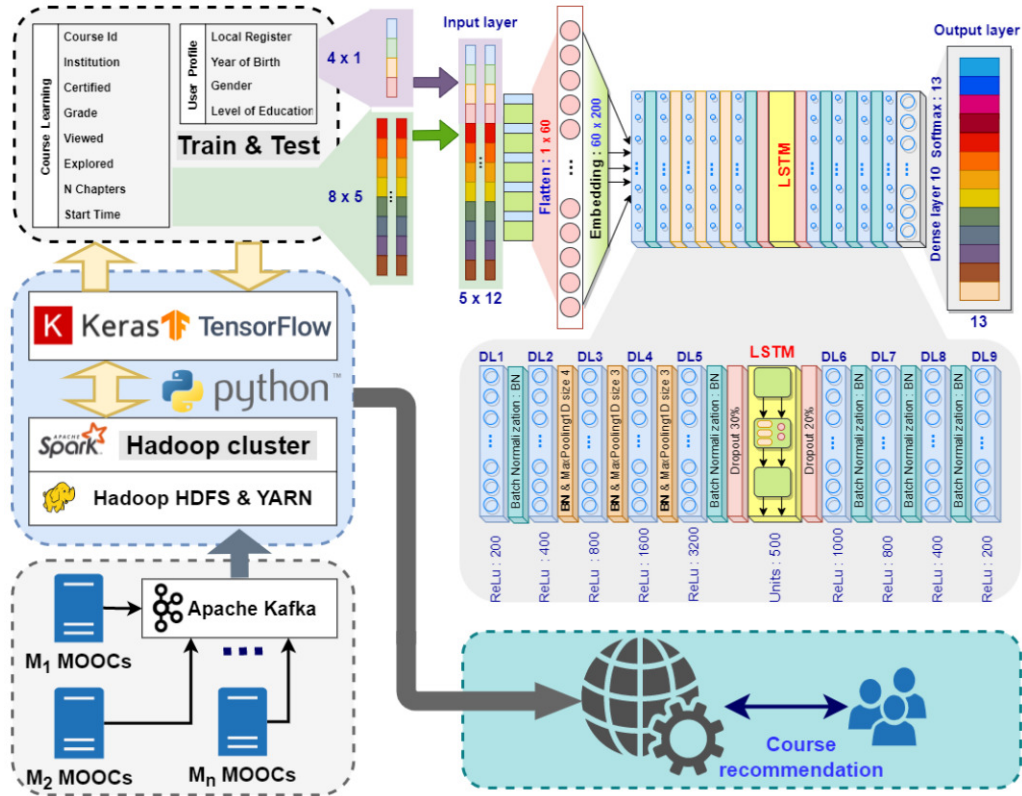 Course Learning
Course Id
Institution
Certified
Grade
Viewed
Explored
N Chapters
Start Time
User Profile
Local Register
Year of Birth
Gender
Level of Education
Train & Test
4 x 1
8 x 5
Input layer
5 x 12
Flatten : 1 x 60
Embedding : 60 x 200
LSTM
Dense layer 10 Softmax : 13
Output layer
13
K Keras TensorFlow
python™
APACHE
Spark™
Hadoop cluster
Hadoop HDFS & YARN
Apache Kafka
M₁ MOOCs
M₂ MOOCs
Mₙ MOOCs
DL1
DL2
DL3
DL4
DL5
LSTM
DL6
DL7
DL8
DL9
Batch Normalization : BN
BN & MaxPooling1D size 4
BN & MaxPooling1D size 3
BN & MaxPooling1D size 3
Batch Normalization : BN
Dropout 30%
Dropout 20%
Batch Normalization : BN
Batch Normalization : BN
Batch Normalization : BN
ReLu : 200
ReLu : 400
ReLu : 800
ReLu : 1600
ReLu : 3200
Units : 500
ReLu : 1000
ReLu : 800
ReLu : 400
ReLu : 200
Course
recommendation